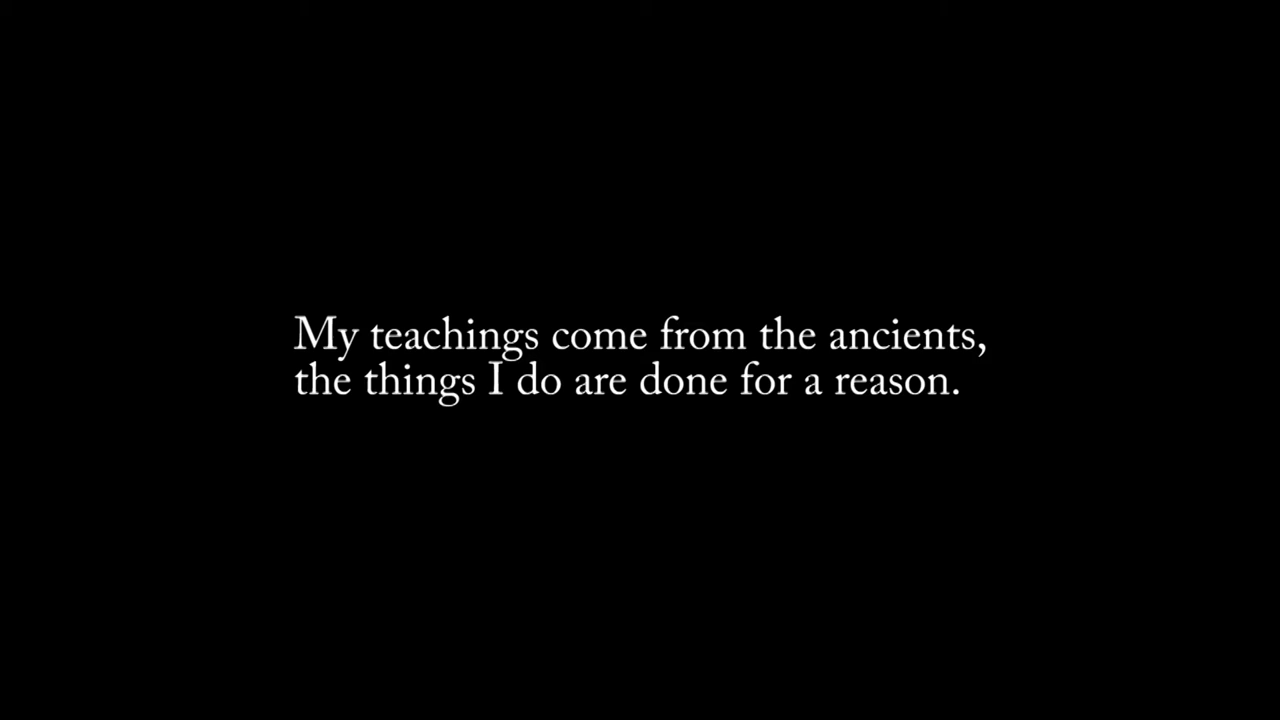 My teachings come from the ancients,
the things I do are done for a reason.